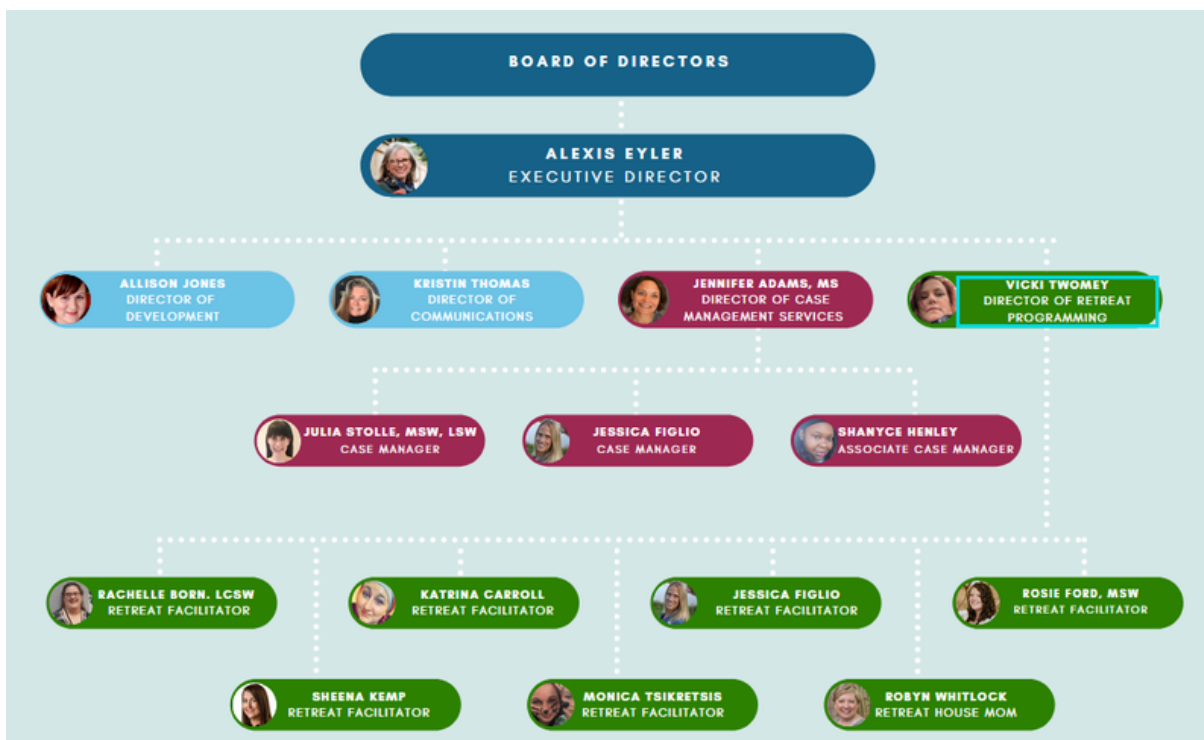 BOARD OF DIRECTORS
ALEXIS EYLER
EXECUTIVE DIRECTOR
ALLISON JONES
DIRECTOR OF
DEVELOPMENT
KRISTIN THOMAS
DIRECTOR OF
COMMUNICATIONS
JENNIFER ADAMS, MS
DIRECTOR OF CASE
MANAGEMENT SERVICES
VICKI TWOMEY
DIRECTOR OF RETREAT
PROGRAMMING
JULIA STOLLE, MSW, LSW
CASE MANAGER
JESSICA FIGLIO
CASE MANAGER
SHANYCE HENLEY
ASSOCIATE CASE MANAGER
RACHELLE BORN. LCSW
RETREAT FACILITATOR
KATRINA CARROLL
RETREAT FACILITATOR
JESSICA FIGLIO
RETREAT FACILITATOR
ROSIE FORD, MSW
RETREAT FACILITATOR
SHEENA KEMP
RETREAT FACILITATOR
MONICA TSIKRETSIS
RETREAT FACILITATOR
ROBYN WHITLOCK
RETREAT HOUSE MOM